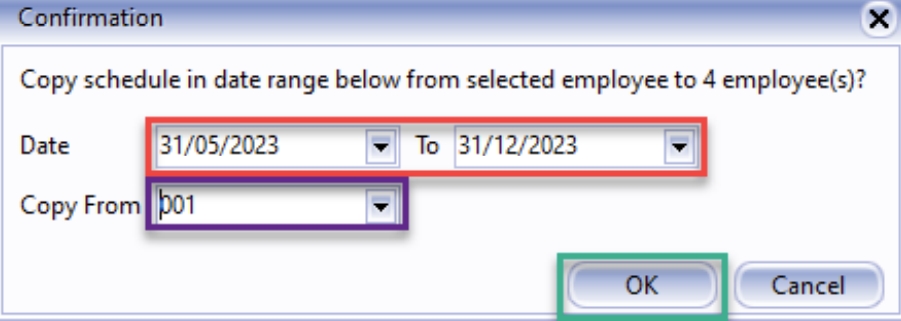 Confirmation
Copy schedule in date range below from selected employee to 4 employee(s)?
Date 31/05/2023 To 31/12/2023
Copy From 001
OK Cancel